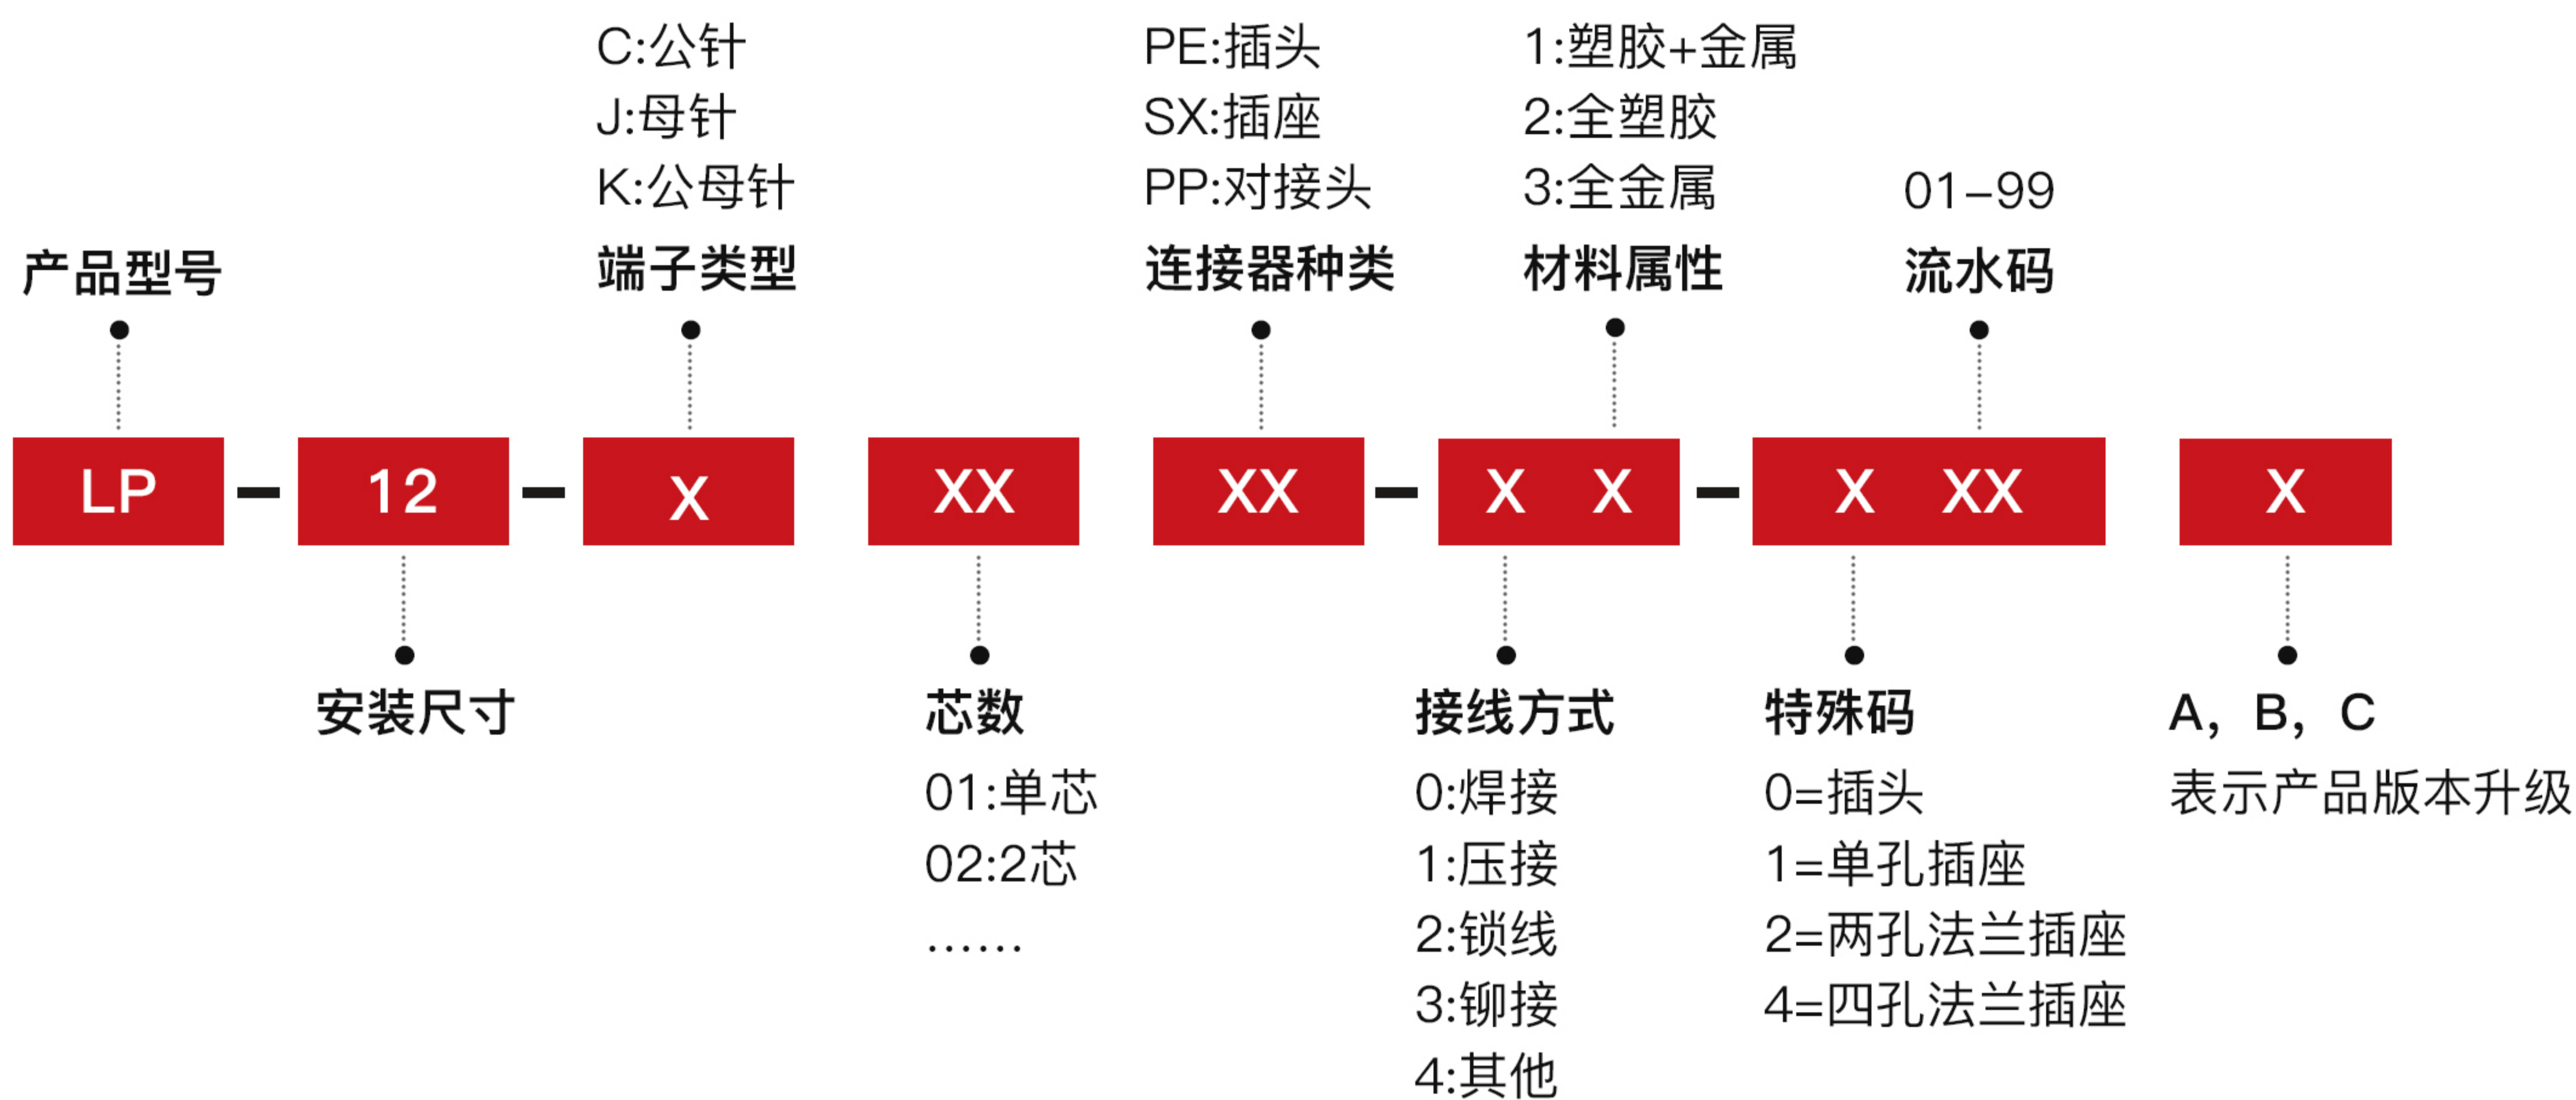 C:公针
J:母针
K:公母针
端子类型
PE:插头
SX:插座
PP:对接头
连接器种类
1:塑胶+金属
2:全塑胶
3:全金属
材料属性
01-99
流水码
产品型号
LP - 12 - X XX XX - X X - X XX X
安装尺寸
芯数
01:单芯
02:2芯
……
接线方式
0:焊接
1:压接
2:锁线
3:铆接
4:其他
特殊码
0=插头
1=单孔插座
2=两孔法兰插座
4=四孔法兰插座
A，B，C
表示产品版本升级